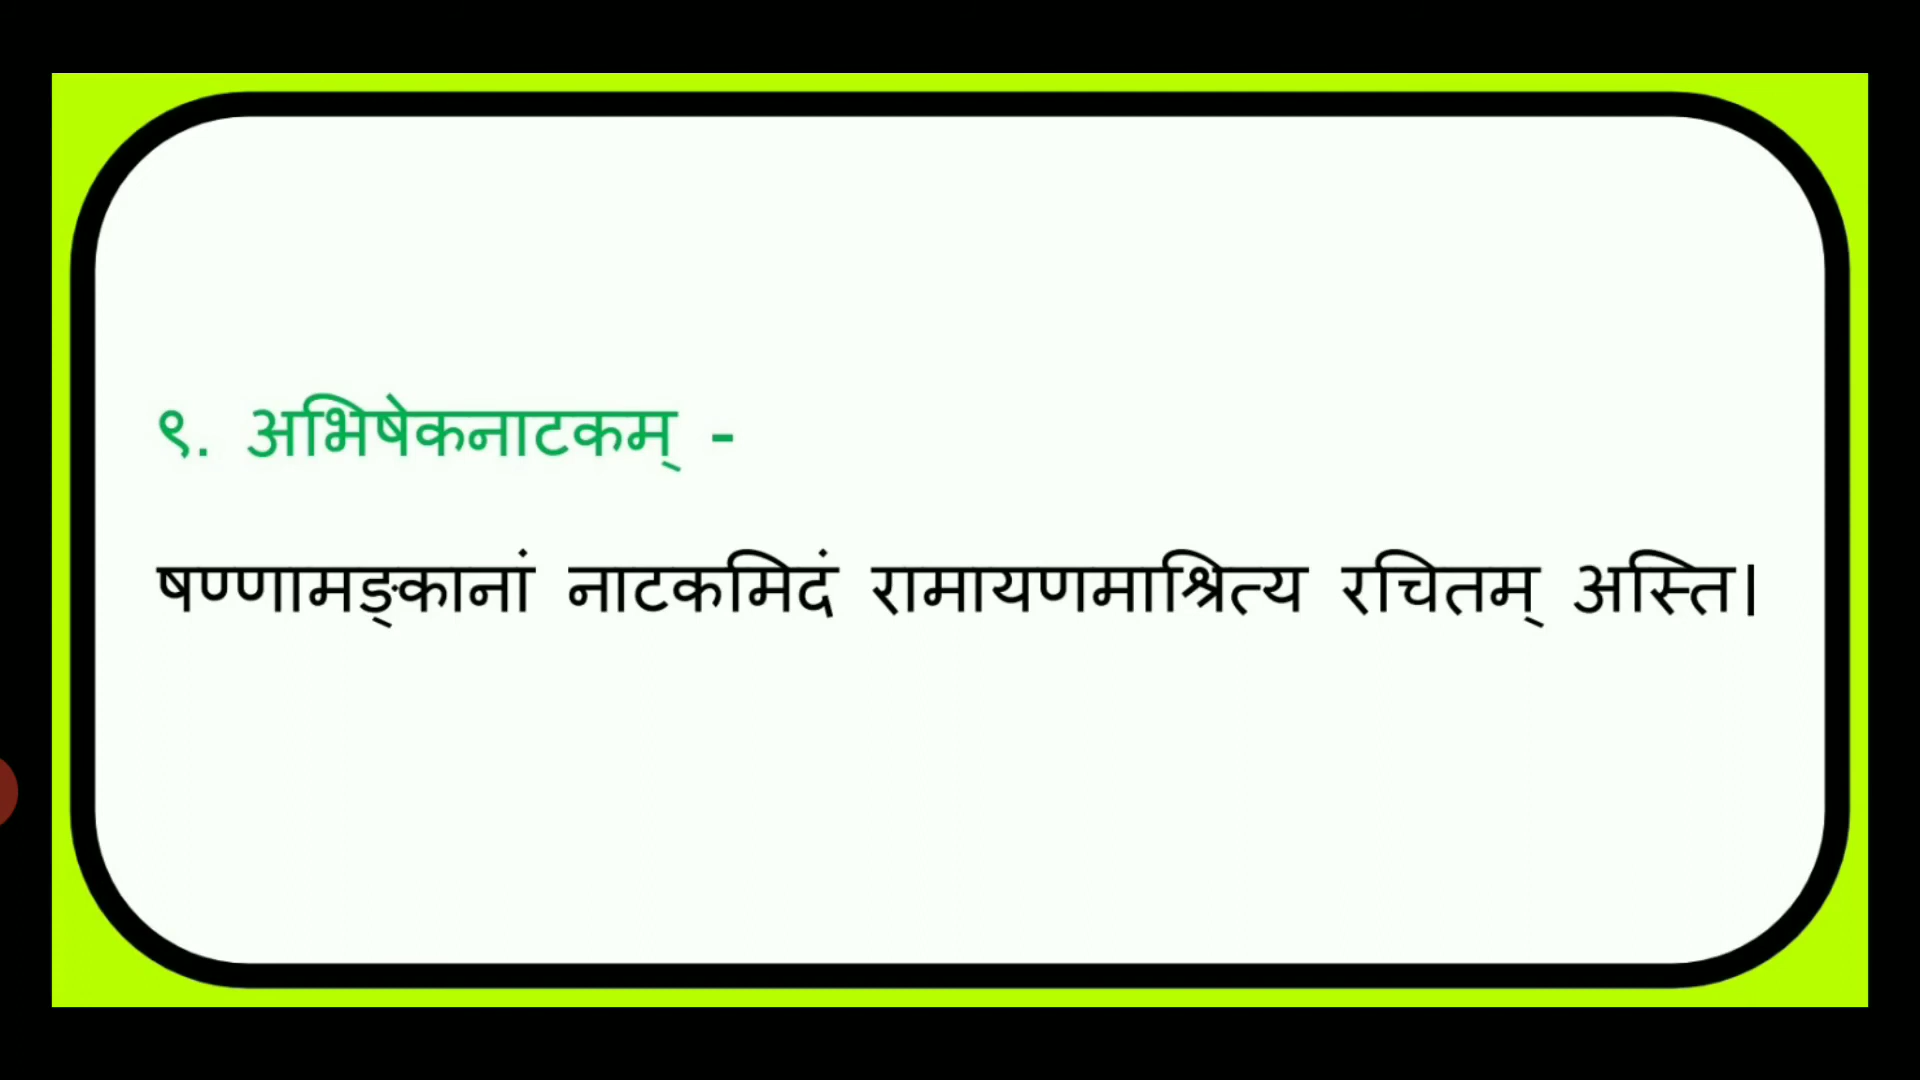 ९. अभिषेकनाटकम् -
षण्णामङ्कानां नाटकमिदं रामायणमाश्रित्य रचितम् अस्ति।